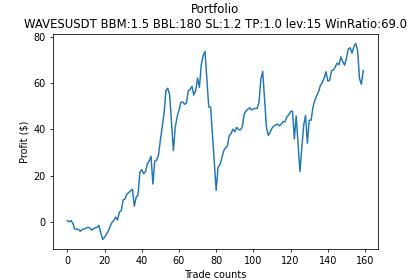 Portfolio
WAVESUSDT BBM:1.5 BBL:180 SL:1.2 TP:1.0 lev:15 WinRatio:69.0
80
60
40
20
0
Profit ($)
0 20 40 60 80 100 120 140 160
Trade counts